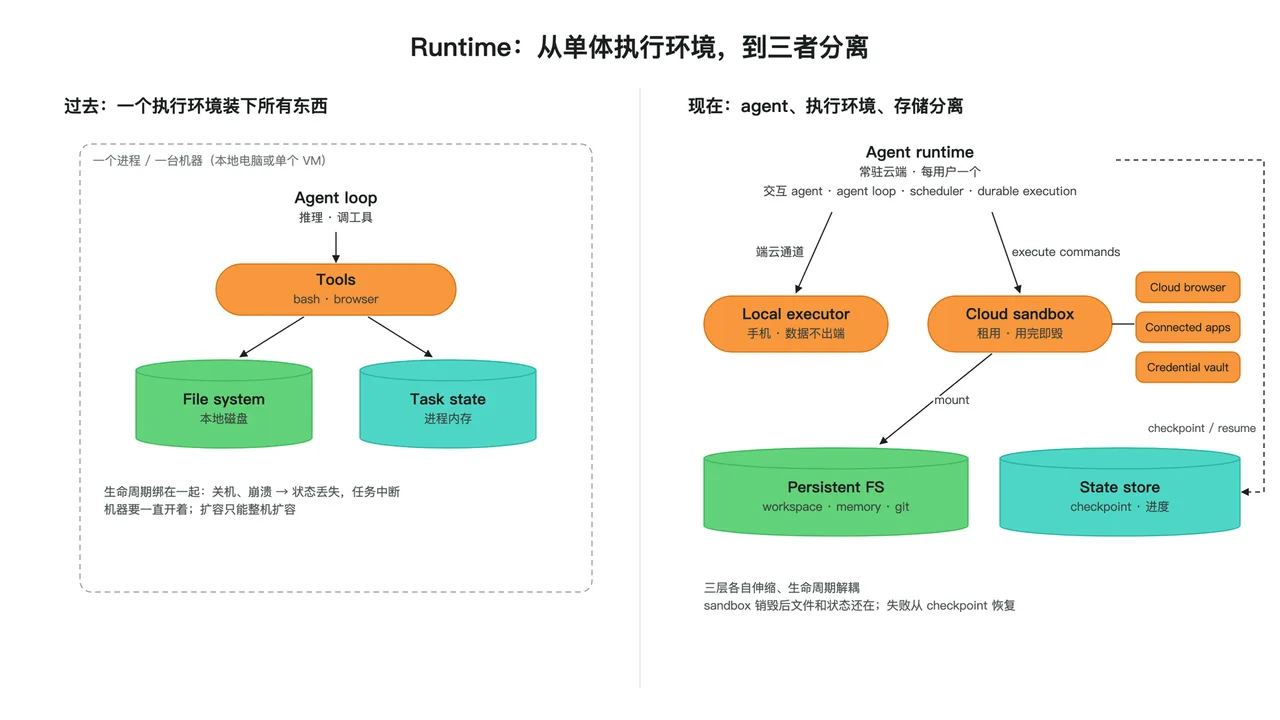 Runtime：从单体执行环境，到三者分离
过去：一个执行环境装下所有东西
一个进程 / 一台机器（本地电脑或单个 VM）
Agent loop
推理 · 调工具
Tools
bash · browser
File system
本地磁盘
Task state
进程内存
生命周期绑在一起：关机、崩溃 → 状态丢失，任务中断
机器要一直开着；扩容只能整机扩容
现在：agent、执行环境、存储分离
Agent runtime
常驻云端 · 每用户一个
交互 agent · agent loop · scheduler · durable execution
端云通道
execute commands
Local executor
手机 · 数据不出端
Cloud sandbox
租用 · 用完即毁
Cloud browser
Connected apps
Credential vault
mount
checkpoint / resume
Persistent FS
workspace · memory · git
State store
checkpoint · 进度
三层各自伸缩、生命周期解耦
sandbox 销毁后文件和状态还在；失败从 checkpoint 恢复